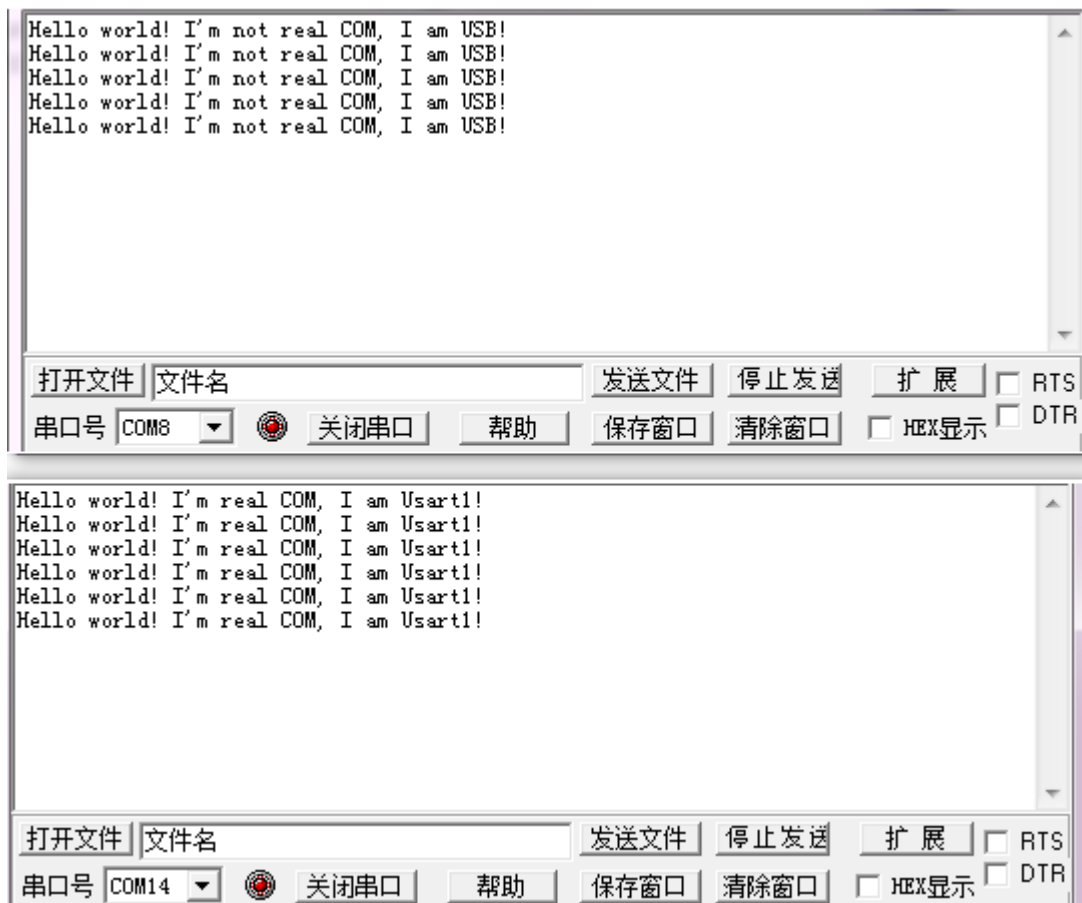 Hello world! I'm not real COM, I am USB!
Hello world! I'm not real COM, I am USB!
Hello world! I'm not real COM, I am USB!
Hello world! I'm not real COM, I am USB!
Hello world! I'm not real COM, I am USB!
打开文件 文件名 发送文件 停止发送 扩展 RTS
串口号 COM8 关闭串口 帮助 保存窗口 清除窗口 HEX显示 DTR
Hello world! I'm real COM, I am Usart1!
Hello world! I'm real COM, I am Usart1!
Hello world! I'm real COM, I am Usart1!
Hello world! I'm real COM, I am Usart1!
Hello world! I'm real COM, I am Usart1!
Hello world! I'm real COM, I am Usart1!
打开文件 文件名 发送文件 停止发送 扩展 RTS
串口号 COM14 关闭串口 帮助 保存窗口 清除窗口 HEX显示 DTR